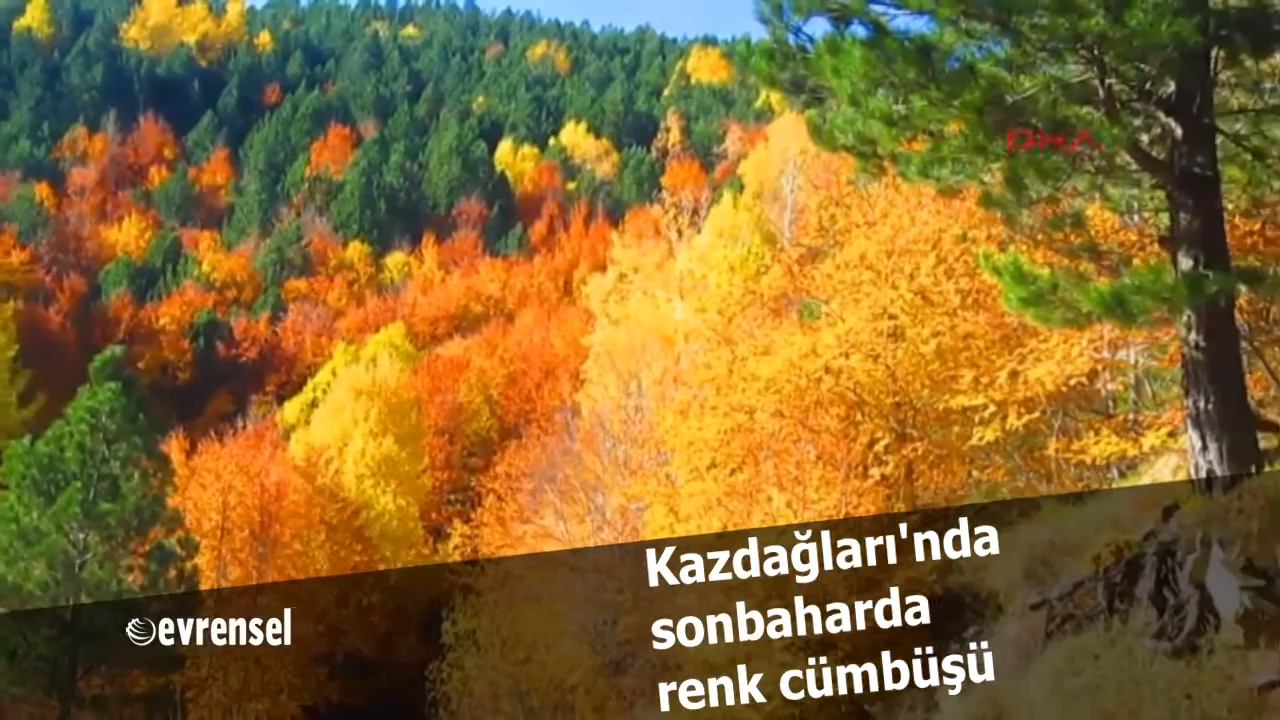 Kazdağları'nda
sonbaharda
renk cümbüşü
evrensel